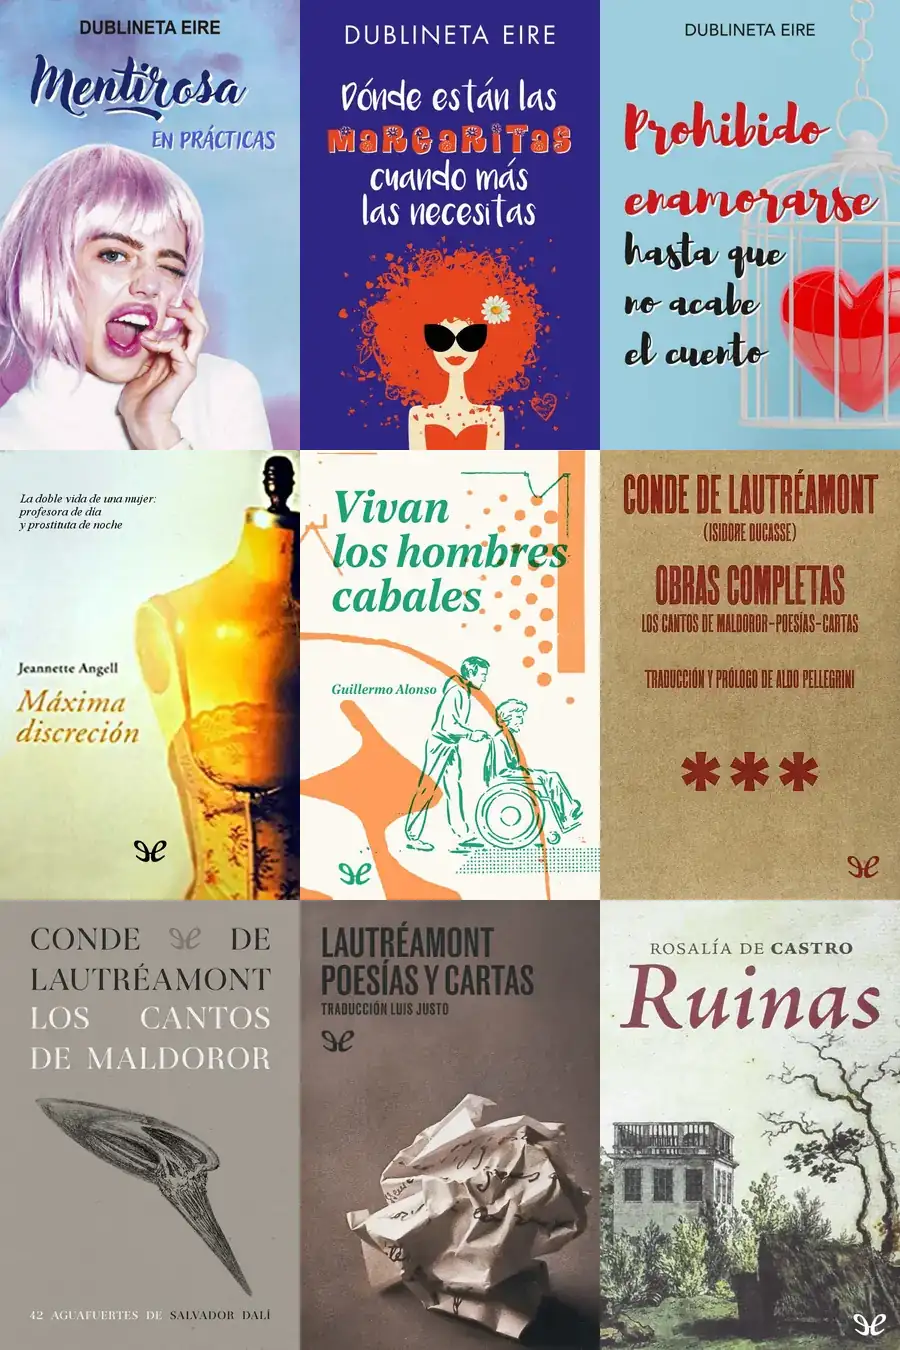 DUBLINETA EIRE
Mentirosa
EN PRÁCTICAS
DUBLINETA EIRE
Dónde están las
MaRGaRiTaS
cuando más
las necesitas
DUBLINETA EIRE
Prohibido
enamorarse
hasta que
no acabe
el cuento
La doble vida de una mujer:
profesora de día
y prostituta de noche
Jeannette Angell
Máxima
discreción
Vivan
los hombres
cabales
Guillermo Alonso
CONDE DE LAUTRÉAMONT
(ISIDORE DUCASSE)
OBRAS COMPLETAS
LOS CANTOS DE MALDOROR-POESÍAS-CARTAS
TRADUCCIÓN Y PRÓLOGO DE ALDO PELLEGRINI
***
CONDE DE
LAUTRÉAMONT
LOS CANTOS
DE MALDOROR
42 AGUAFUERTES DE SALVADOR DALÍ
LAUTRÉAMONT
POESÍAS Y CARTAS
TRADUCCIÓN LUIS JUSTO
ROSALÍA DE CASTRO
Ruinas